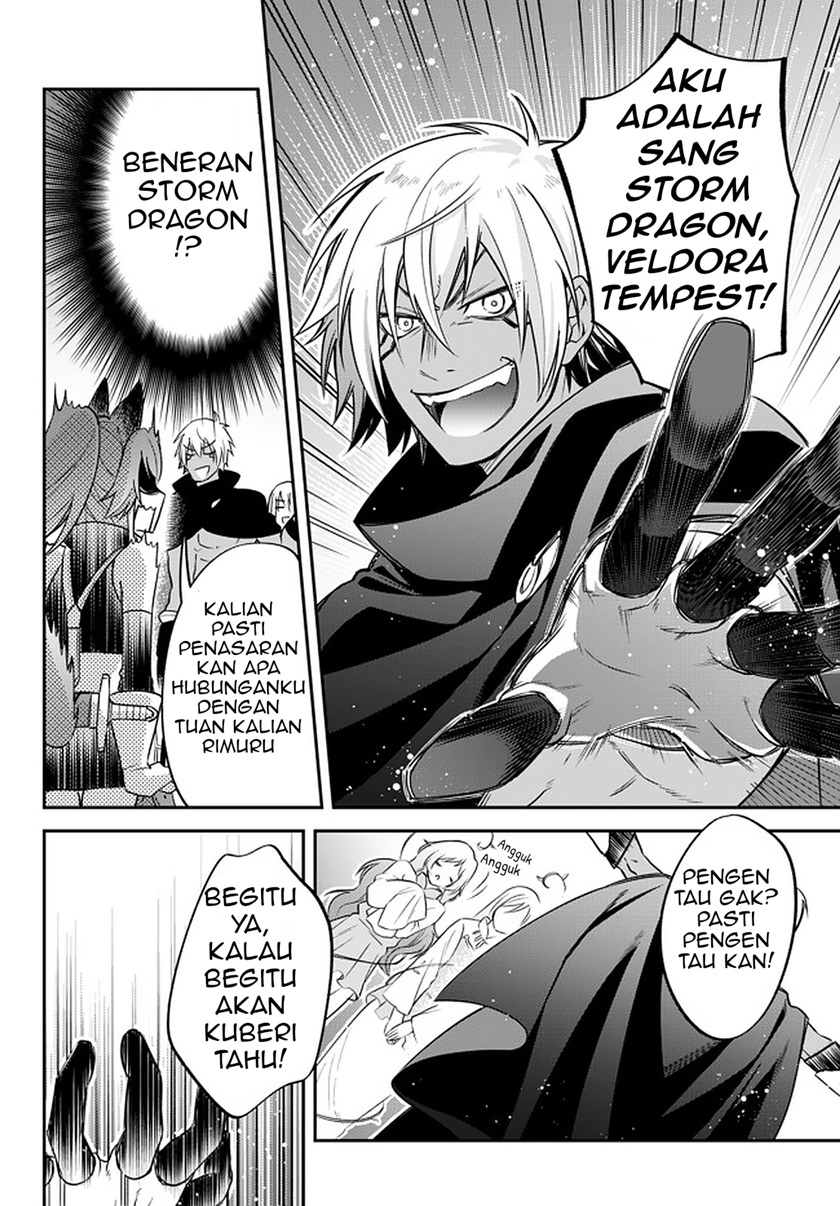 AKU
ADALAH
SANG
STORM
DRAGON,
VELDORA
TEMPEST!
BENERAN
STORM
DRAGON
!?
KALIAN
PASTI
PENASARAN
KAN APA
HUBUNGANKU
DENGAN
TUAN KALIAN
RIMURU
PENGEN
TAU GAK?
PASTI
PENGEN
TAU KAN!
Angguk
Angguk
BEGITU
YA,
KALAU
BEGITU
AKAN
KUBERI
TAHU!